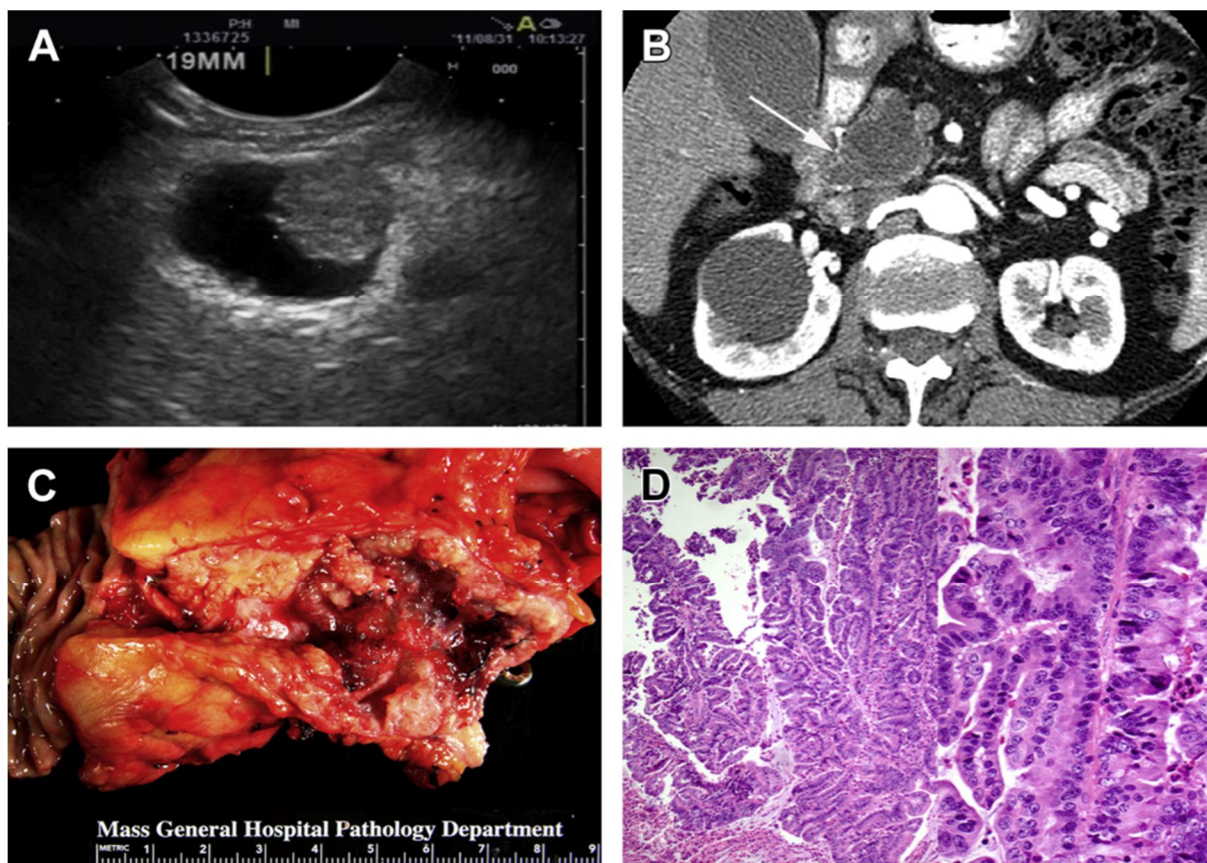 A
P:H MI
1336725
A
'11/08/31 10:13:27
19MM
H 000
B
C
Mass General Hospital Pathology Department
METRIC 1 2 3 4 5 6 7 8 9
D